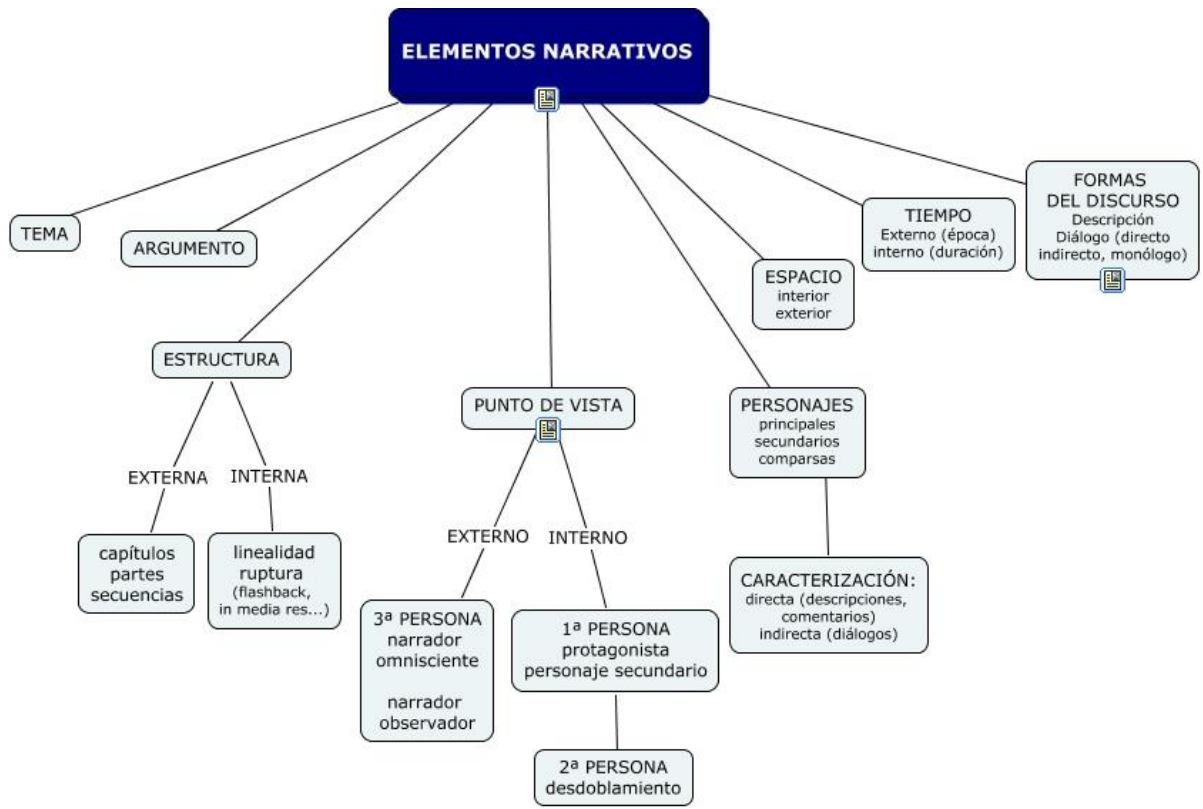 ELEMENTOS NARRATIVOS
TEMA
ARGUMENTO
ESTRUCTURA
EXTERNA
capítulos
partes
secuencias
INTERNA
linealidad
ruptura
(flashback,
in media res...)
PUNTO DE VISTA
EXTERNO
3ª PERSONA
narrador
omnisciente
narrador
observador
INTERNO
1ª PERSONA
protagonista
personaje secundario
2ª PERSONA
desdoblamiento
PERSONAJES
principales
secundarios
comparsas
CARACTERIZACIÓN:
directa (descripciones,
comentarios)
indirecta (diálogos)
ESPACIO
interior
exterior
TIEMPO
Externo (época)
interno (duración)
FORMAS
DEL DISCURSO
Descripción
Diálogo (directo
indirecto, monólogo)